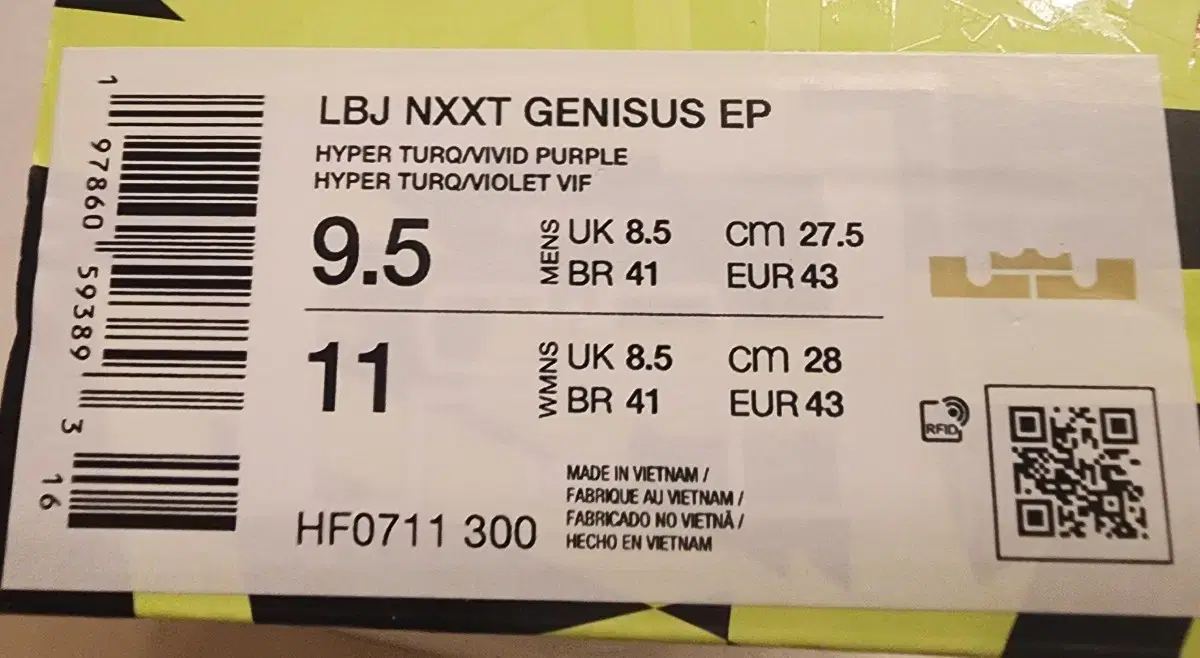 LBJ NXXT GENISUS EP
HYPER TURQ/VIVID PURPLE
HYPER TURQ/VIOLET VIF
9.5
MENS
UK 8.5 CM 27.5
BR 41 EUR 43
11
WMNS
UK 8.5 CM 28
BR 41 EUR 43
HF0711 300
MADE IN VIETNAM /
FABRIQUE AU VIETNAM /
FABRICADO NO VIETNÃ /
HECHO EN VIETNAM
RFID
1 97860 59389 3
16